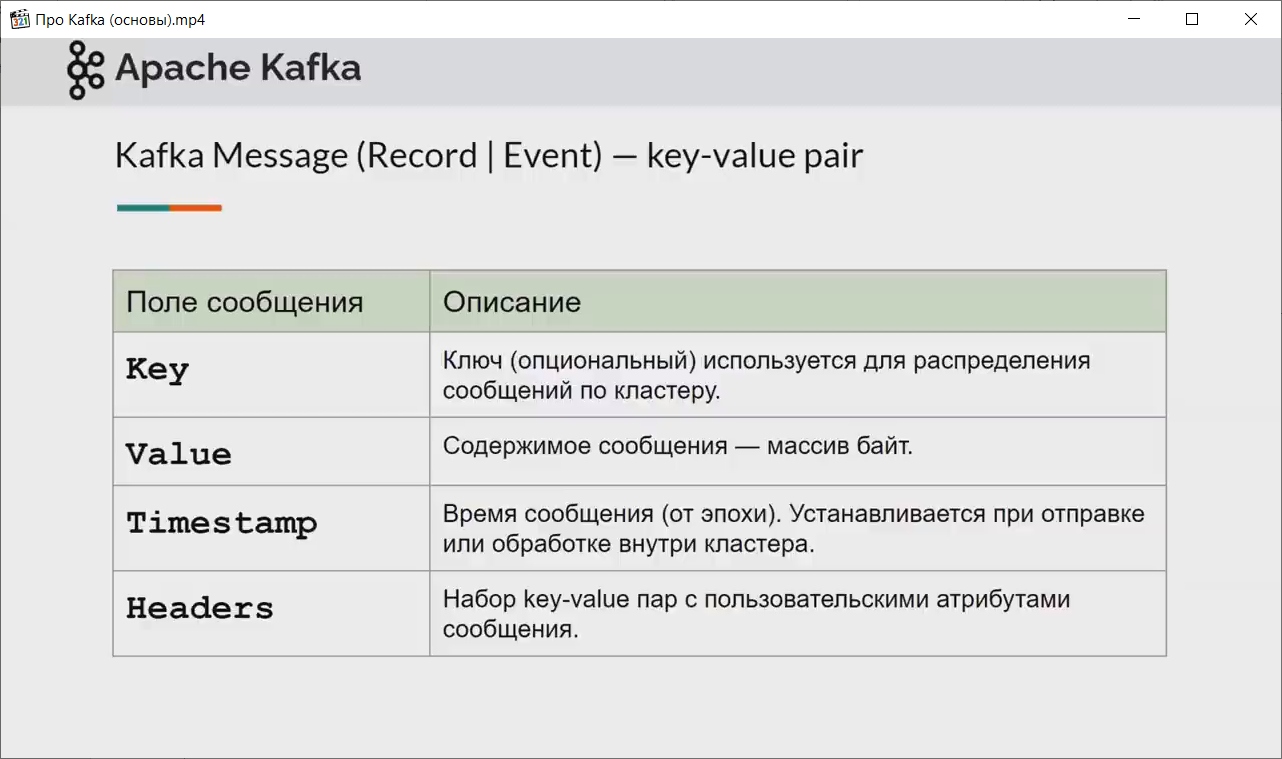 Про Kafka (основы).mp4
Apache Kafka
Kafka Message (Record | Event) — key-value pair
Поле сообщения
Описание
Key
Ключ (опциональный) используется для распределения
сообщений по кластеру.
Value
Содержимое сообщения — массив байт.
Timestamp
Время сообщения (от эпохи). Устанавливается при отправке
или обработке внутри кластера.
Headers
Набор key-value пар с пользовательскими атрибутами
сообщения.